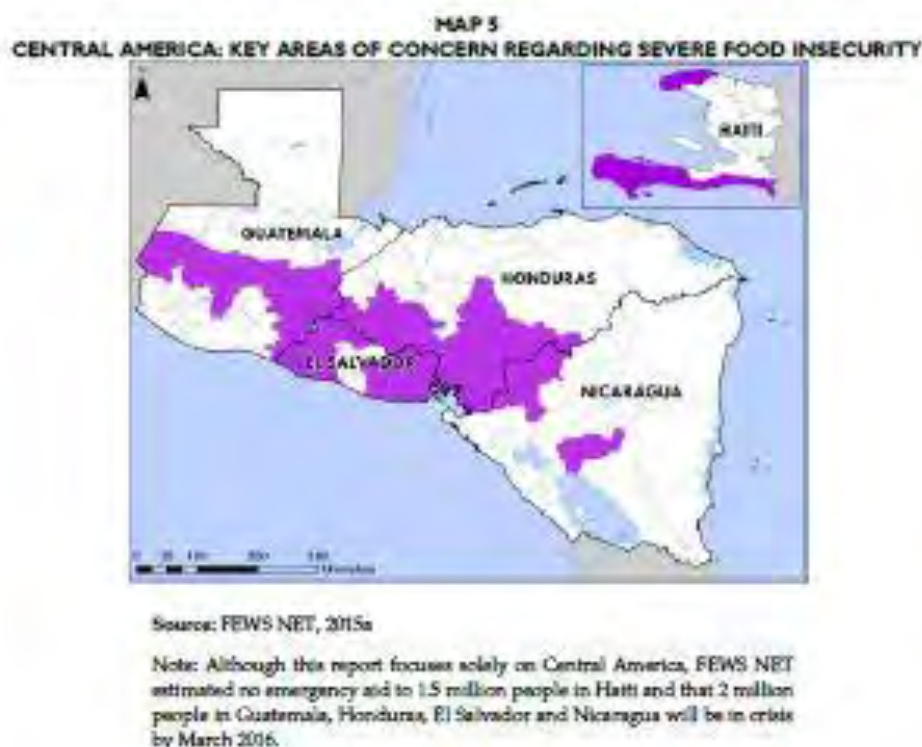 MAP 5
CENTRAL AMERICA: KEY AREAS OF CONCERN REGARDING SEVERE FOOD INSECURITY
HAITI
GUATEMALA
HONDURAS
EL SALVADOR
NICARAGUA
Source: FEWS NET, 2015a
Note: Although this report focuses solely on Central America, FEWS NET
estimated no emergency aid to 1.5 million people in Haiti and that 2 million
people in Guatemala, Honduras, El Salvador and Nicaragua will be in crisis
by March 2016.